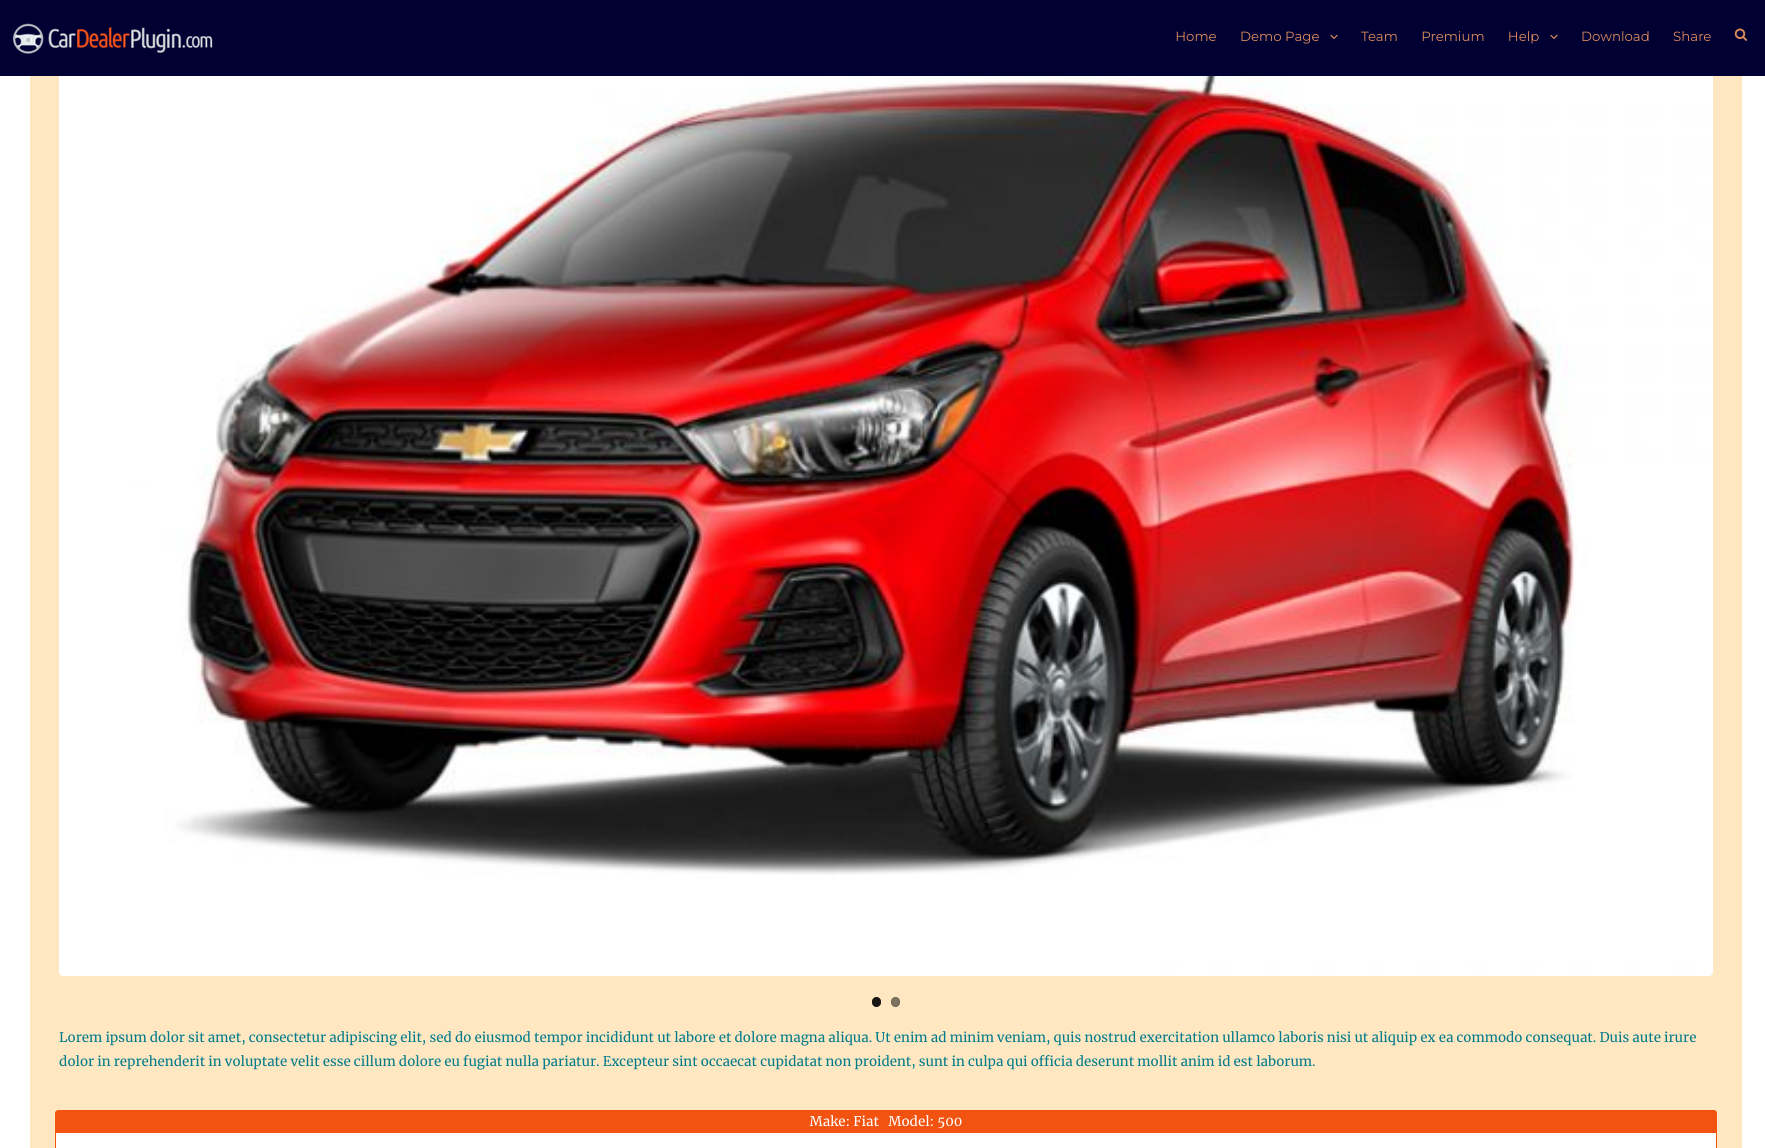 CarDealerPlugin.com
Home Demo Page Team Premium Help Download Share
Lorem ipsum dolor sit amet, consectetur adipiscing elit, sed do eiusmod tempor incididunt ut labore et dolore magna aliqua. Ut enim ad minim veniam, quis nostrud exercitation ullamco laboris nisi ut aliquip ex ea commodo consequat. Duis aute irure
dolor in reprehenderit in voluptate velit esse cillum dolore eu fugiat nulla pariatur. Excepteur sint occaecat cupidatat non proident, sunt in culpa qui officia deserunt mollit anim id est laborum.
Make: Fiat Model: 500